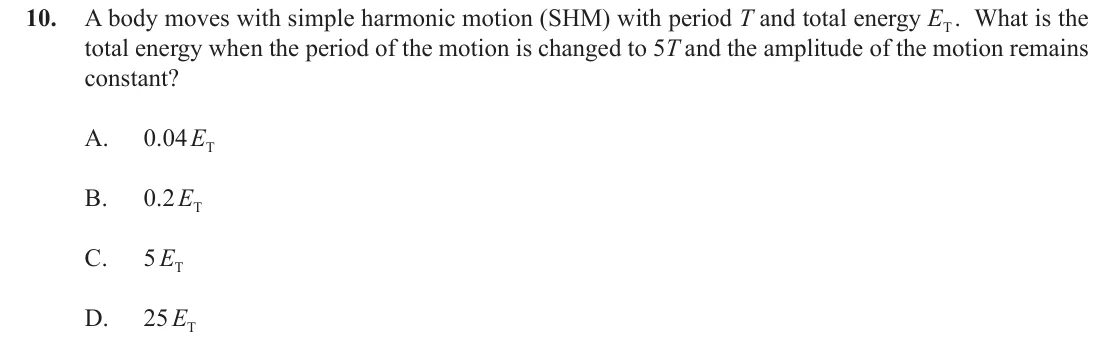 10. A body moves with simple harmonic motion (SHM) with period T and total energy E_T. What is the
total energy when the period of the motion is changed to 5T and the amplitude of the motion remains
constant?
A. 0.04 E_T
B. 0.2 E_T
C. 5 E_T
D. 25 E_T